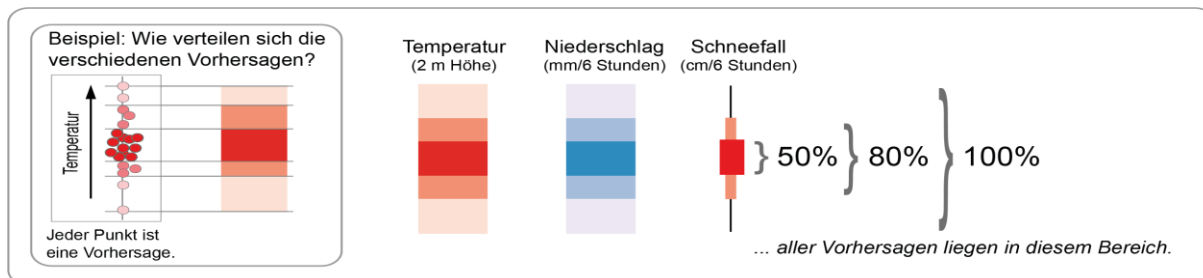 Beispiel: Wie verteilen sich die
verschiedenen Vorhersagen?
Temperatur
Jeder Punkt ist
eine Vorhersage.
Temperatur
(2 m Höhe)
Niederschlag
(mm/6 Stunden)
Schneefall
(cm/6 Stunden)
50%
80%
100%
... aller Vorhersagen liegen in diesem Bereich.